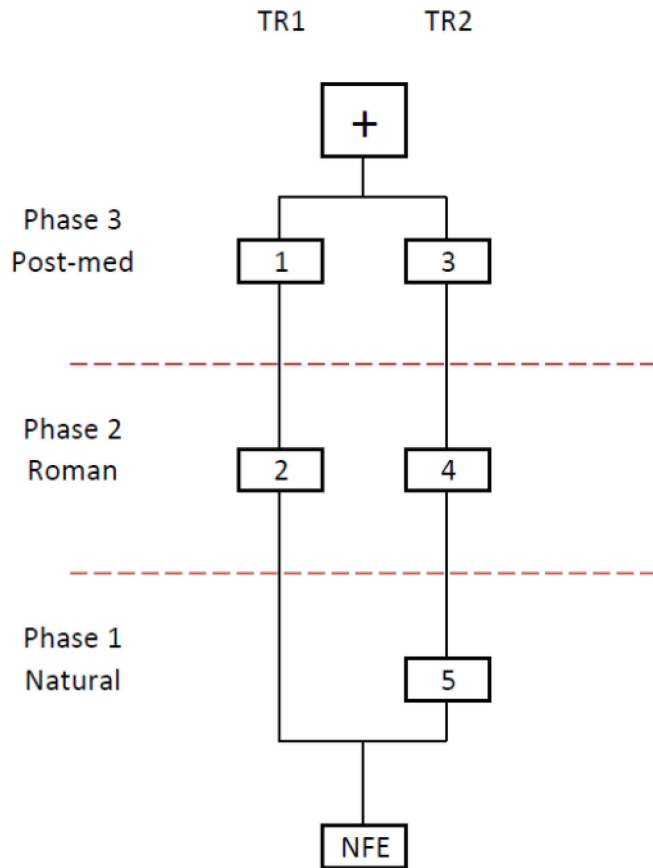 TR1 TR2
+
Phase 3
Post-med
1 3
Phase 2
Roman
2 4
Phase 1
Natural
5
NFE